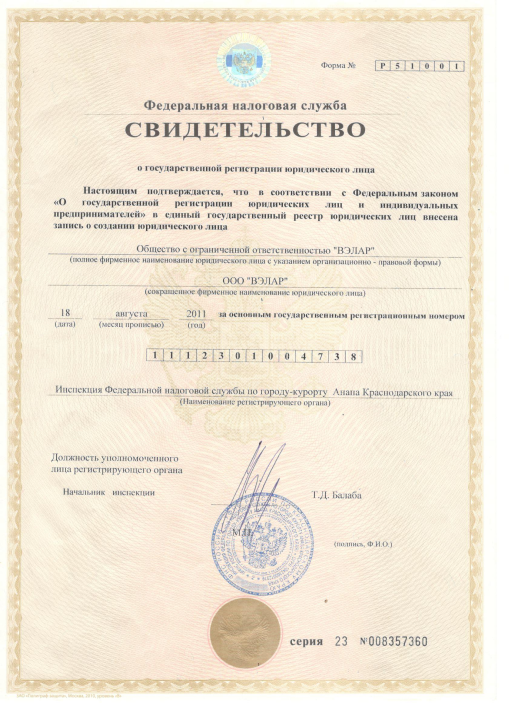 Форма № Р 5 1 0 0 1
Федеральная налоговая служба
СВИДЕТЕЛЬСТВО
о государственной регистрации юридического лица
Настоящим подтверждается, что в соответствии с Федеральным законом
«О государственной регистрации юридических лиц и индивидуальных
предпринимателей» в единый государственный реестр юридических лиц внесена
запись о создании юридического лица
Общество с ограниченной ответственностью "ВЭЛАР"
(полное фирменное наименование юридического лица с указанием организационно - правовой формы)
ООО "ВЭЛАР"
(сокращенное фирменное наименование юридического лица)
18 августа 2011 за основным государственным регистрационным номером
(дата) (месяц прописью) (год)
1 1 1 2 3 0 1 0 0 4 7 3 8
Инспекция Федеральной налоговой службы по городу-курорту Анапа Краснодарского края
(Наименование регистрирующего органа)
Должность уполномоченного
лица регистрирующего органа
Начальник инспекции
Т.Д. Балаба
М.П.
(подпись, Ф.И.О.)
серия 23 №008357360